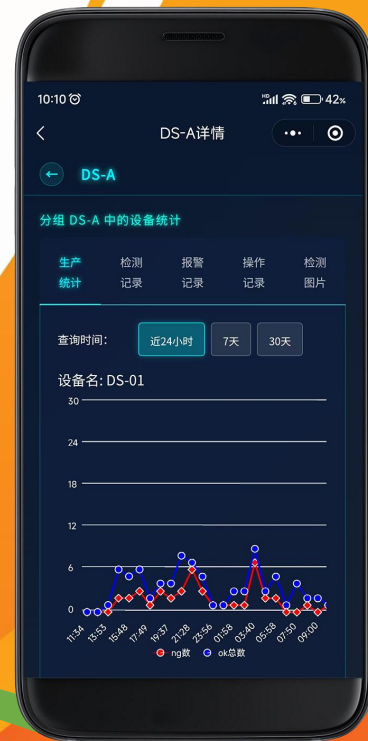 10:10
HD 42%
DS-A详情
DS-A
分组 DS-A 中的设备统计
生产统计
检测记录
报警记录
操作记录
检测图片
查询时间: 近24小时 7天 30天
设备名: DS-01
30
24
18
12
6
0
11:34 13:53 15:48 17:49 19:37 21:28 23:56 01:58 03:40 05:58 07:50 09:00
ng数 ok总数